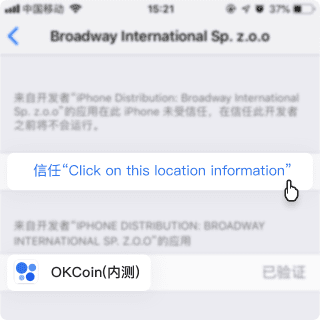 中国移动 15:21 37%
Broadway International Sp. z.o.o
来自开发者“iPhone Distribution: Broadway International
Sp. z.o.o”的应用在此 iPhone 未受信任，在信任此开发者
之前将不会运行。
信任“Click on this location information”
来自开发者“IPHONE DISTRIBUTION: BROADWAY
INTERNATIONAL SP. Z.O.O”的应用
OKCoin(内测)
已验证